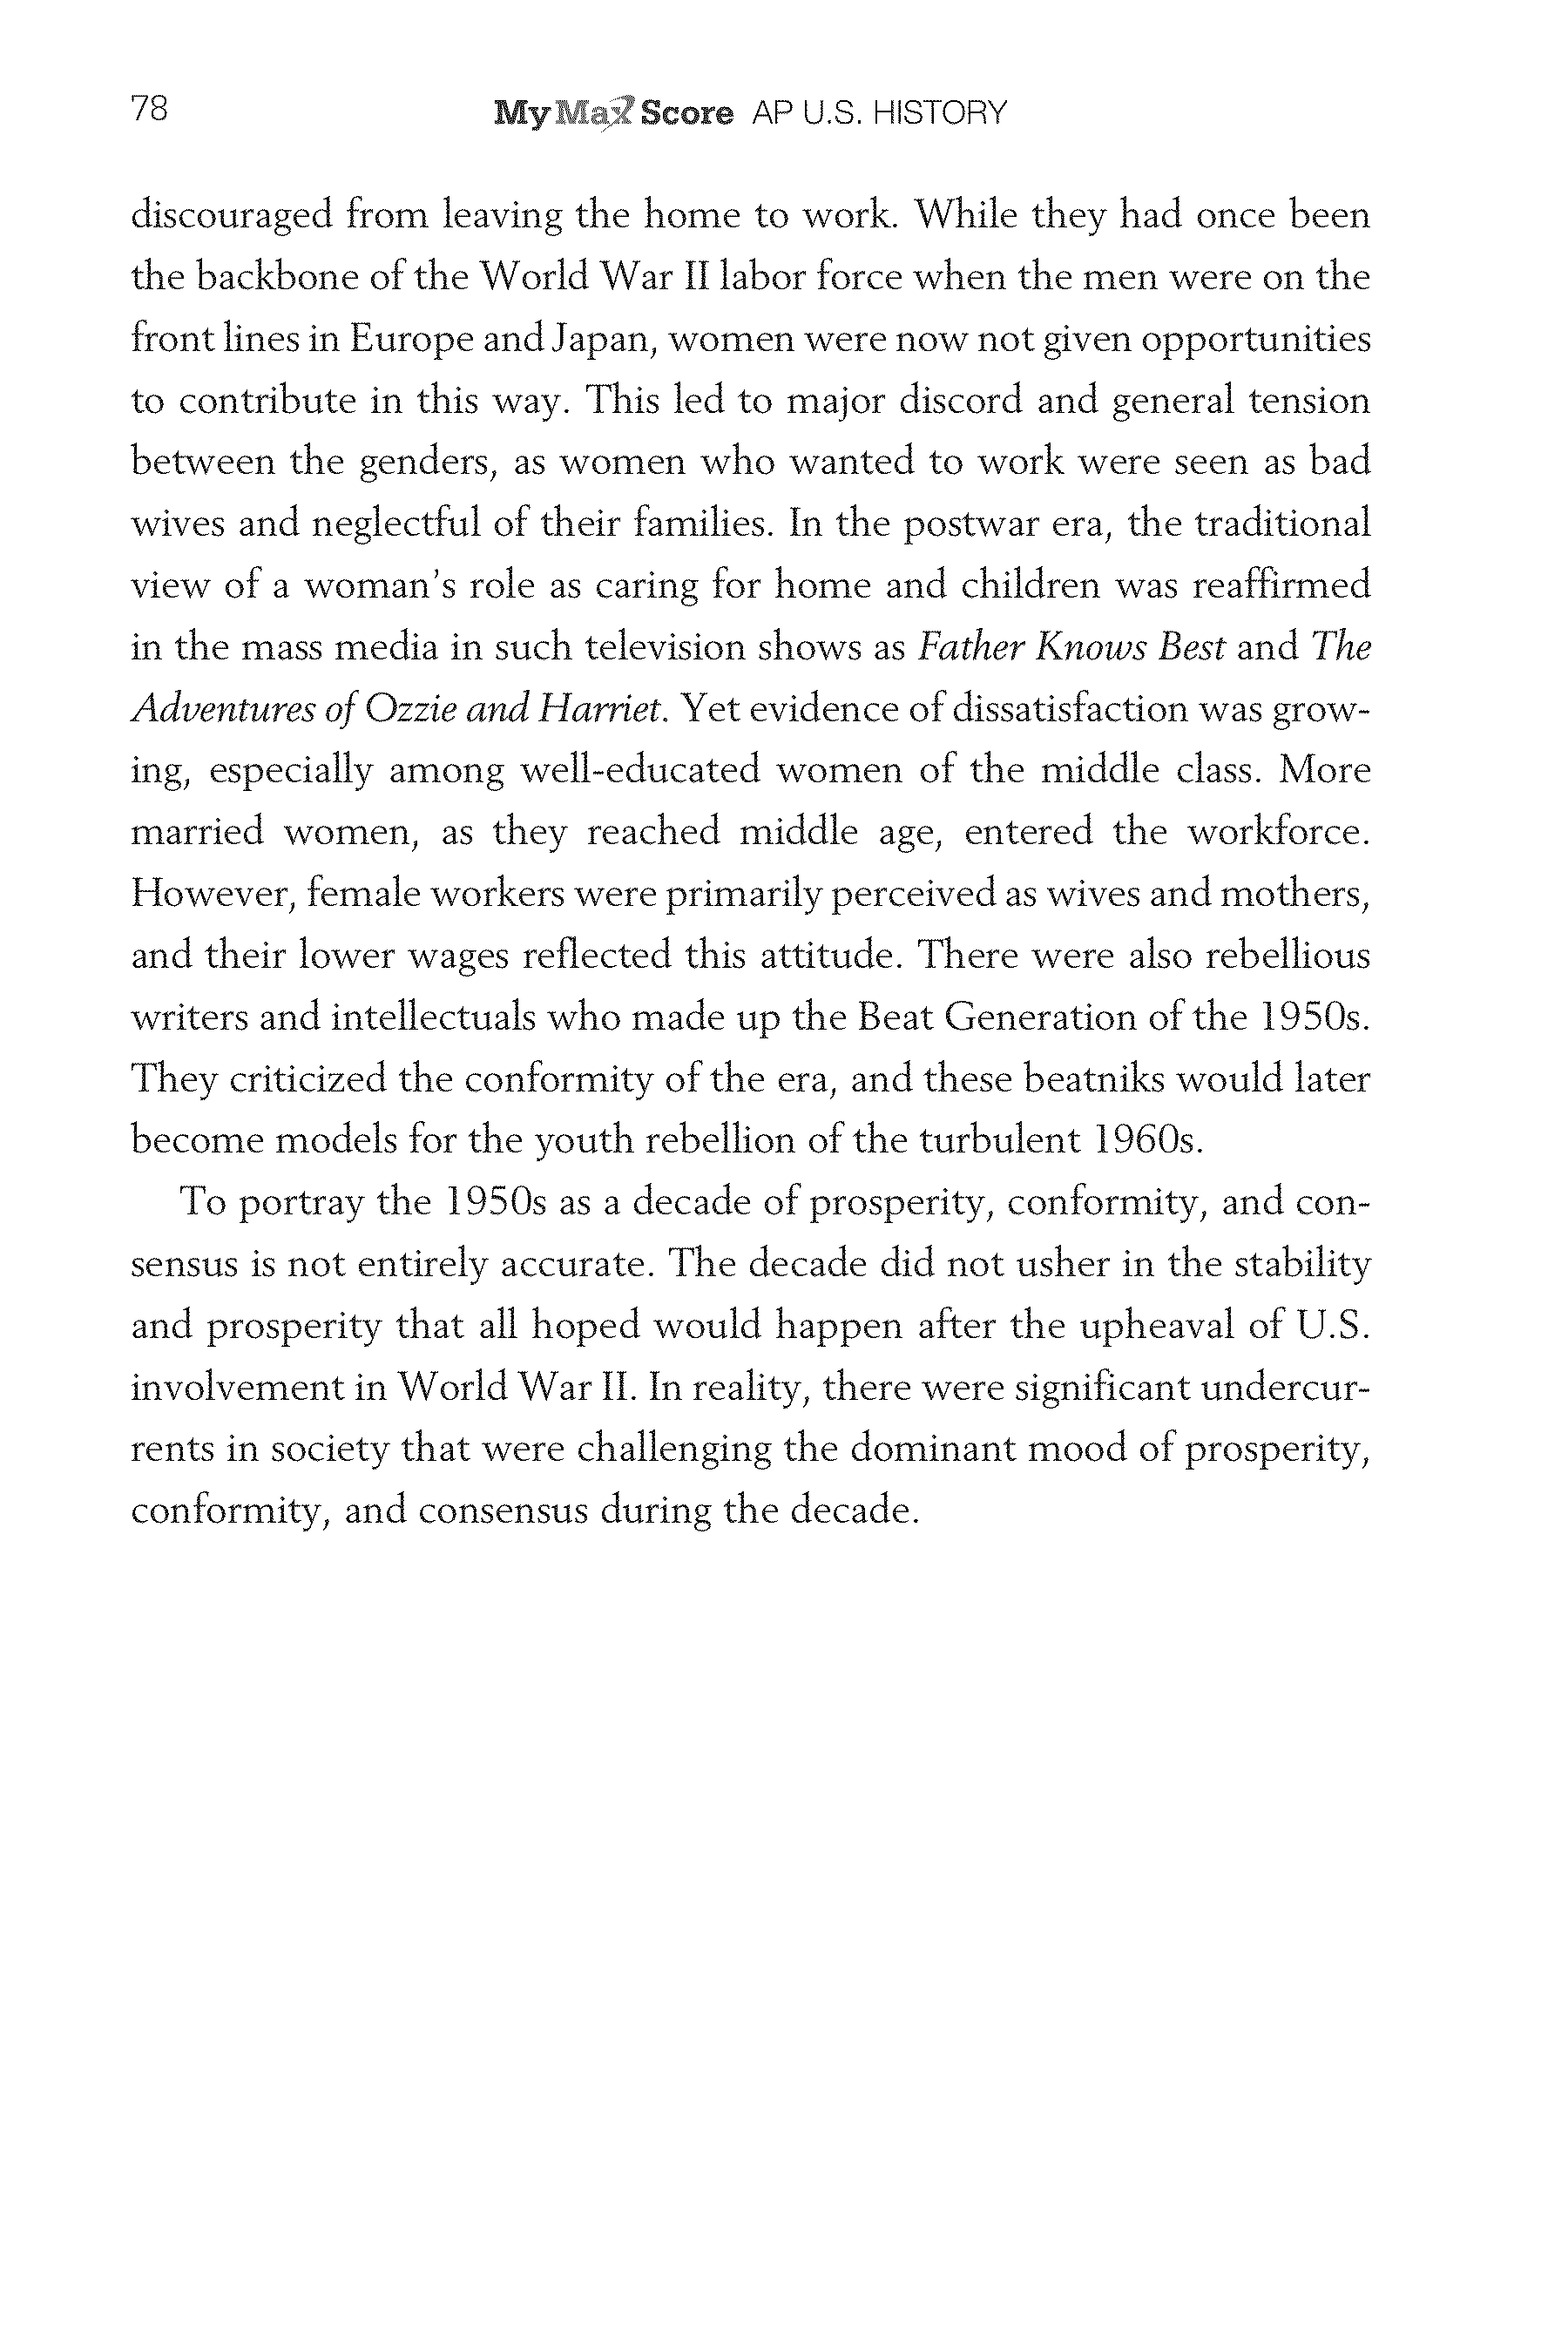 78
MyMax Score AP U.S. HISTORY
discouraged from leaving the home to work. While they had once been
the backbone of the World War II labor force when the men were on the
front lines in Europe and Japan, women were now not given opportunities
to contribute in this way. This led to major discord and general tension
between the genders, as women who wanted to work were seen as bad
wives and neglectful of their families. In the postwar era, the traditional
view of a woman's role as caring for home and children was reaffirmed
in the mass media in such television shows as Father Knows Best and The
Adventures of Ozzie and Harriet. Yet evidence of dissatisfaction was grow-
ing, especially among well-educated women of the middle class. More
married women, as they reached middle age, entered the workforce.
However, female workers were primarily perceived as wives and mothers,
and their lower wages reflected this attitude. There were also rebellious
writers and intellectuals who made up the Beat Generation of the 1950s.
They criticized the conformity of the era, and these beatniks would later
become models for the youth rebellion of the turbulent 1960s.
To portray the 1950s as a decade of prosperity, conformity, and con-
sensus is not entirely accurate. The decade did not usher in the stability
and prosperity that all hoped would happen after the upheaval of U.S.
involvement in World War II. In reality, there were significant undercur-
rents in society that were challenging the dominant mood of prosperity,
conformity, and consensus during the decade.